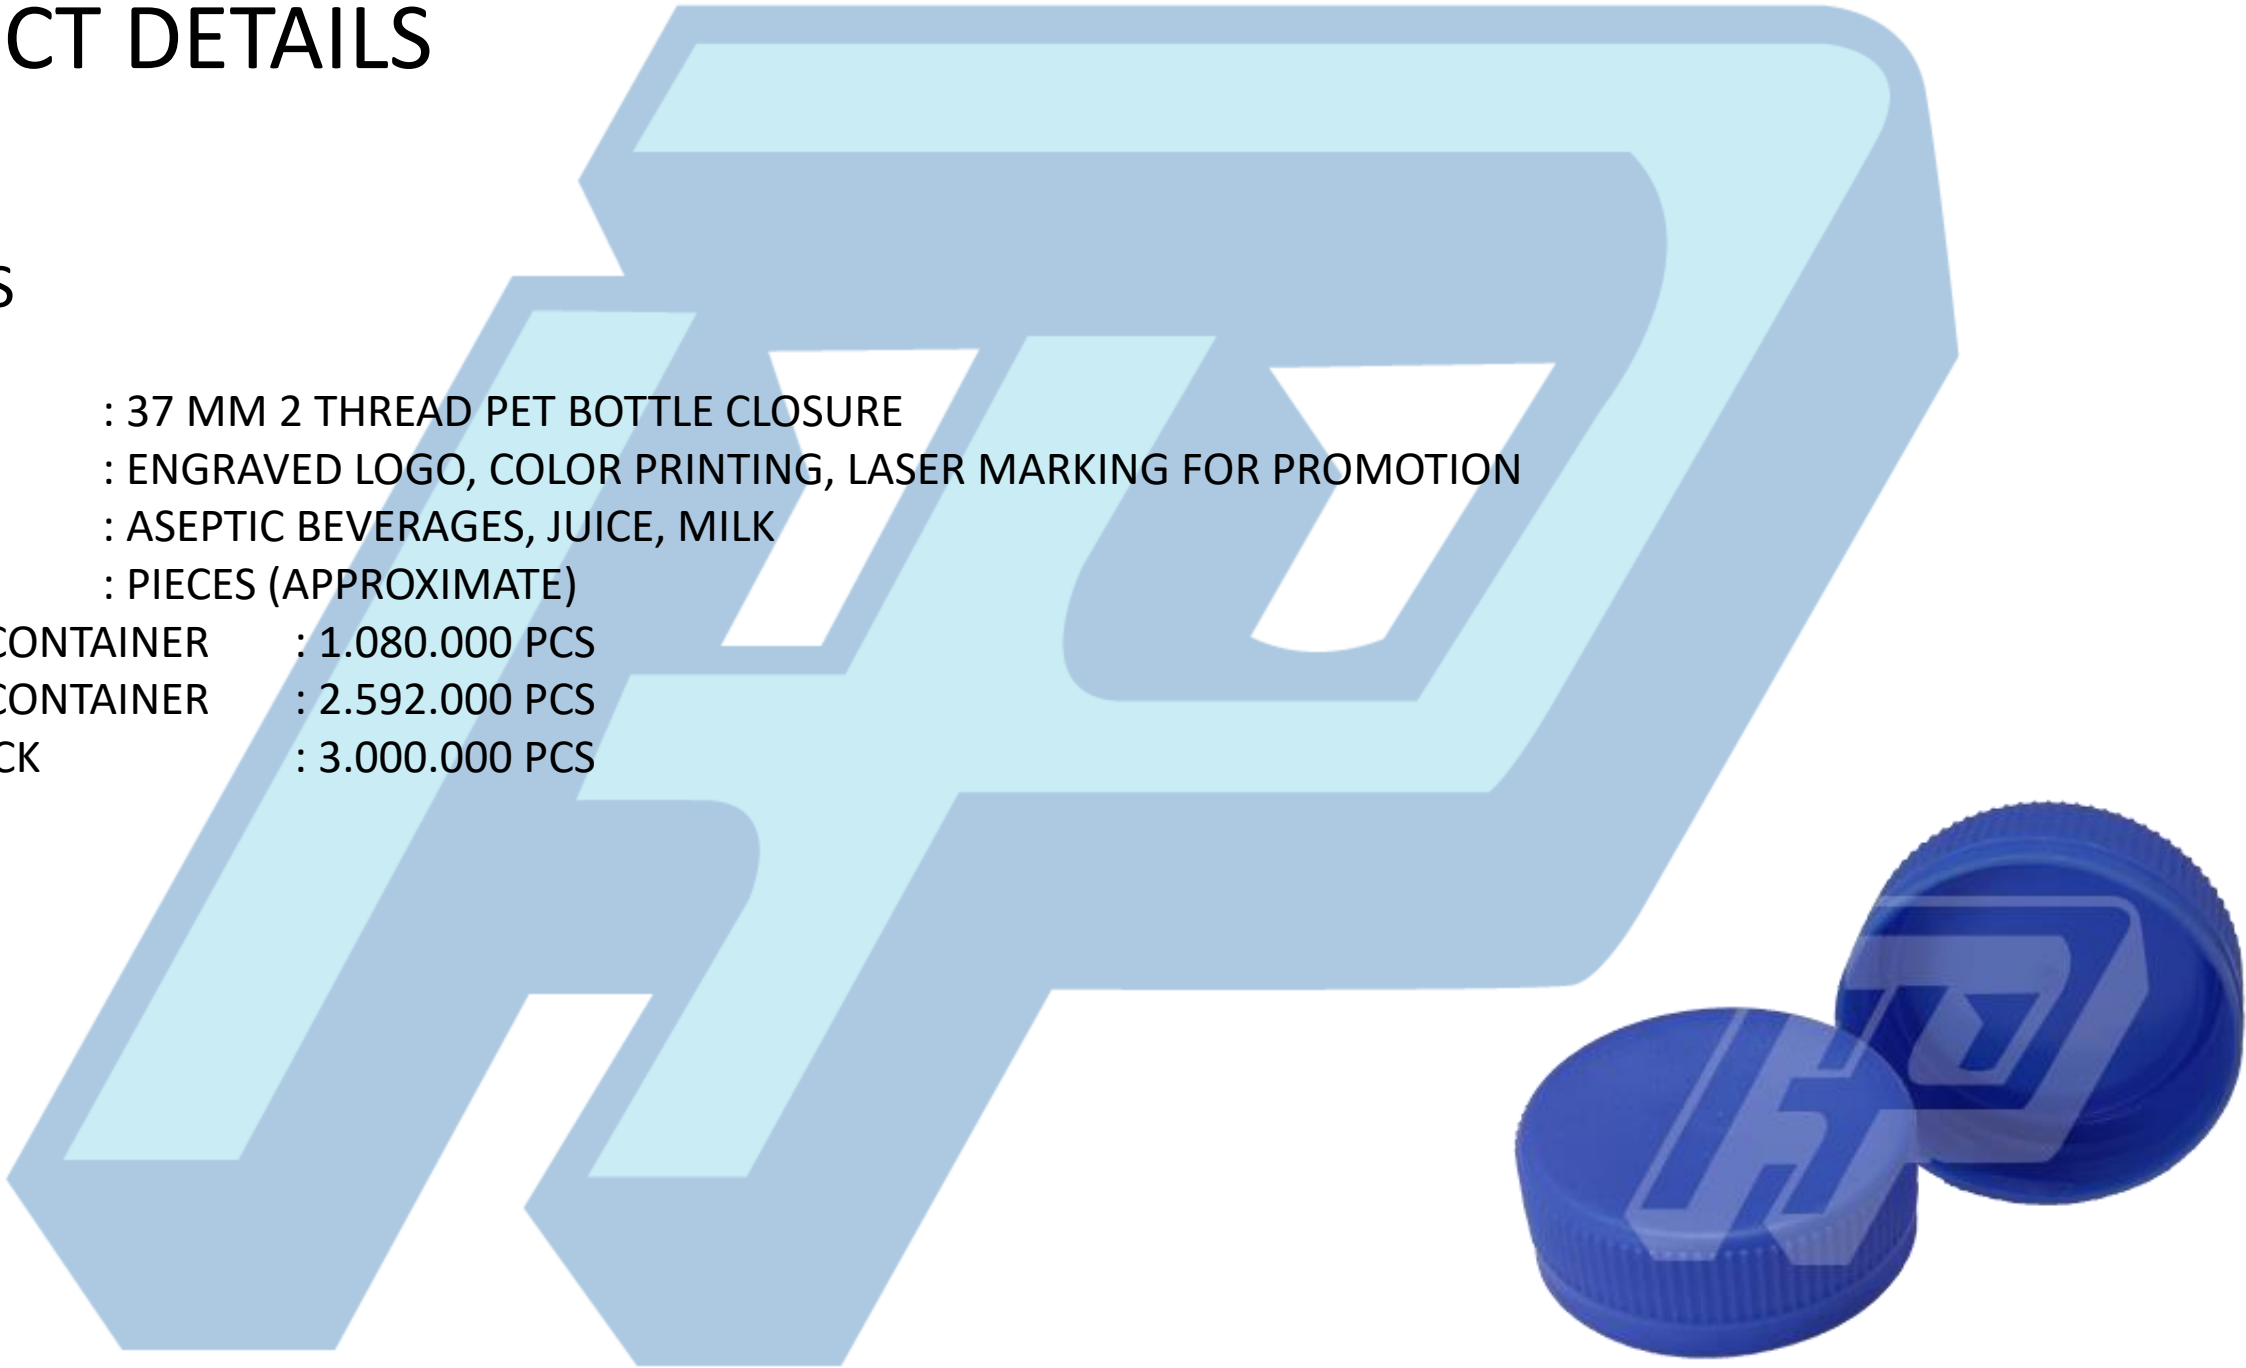 CT DETAILS
S
: 37 MM 2 THREAD PET BOTTLE CLOSURE
: ENGRAVED LOGO, COLOR PRINTING, LASER MARKING FOR PROMOTION
: ASEPTIC BEVERAGES, JUICE, MILK
: PIECES (APPROXIMATE)
CONTAINER : 1.080.000 PCS
CONTAINER : 2.592.000 PCS
CK : 3.000.000 PCS